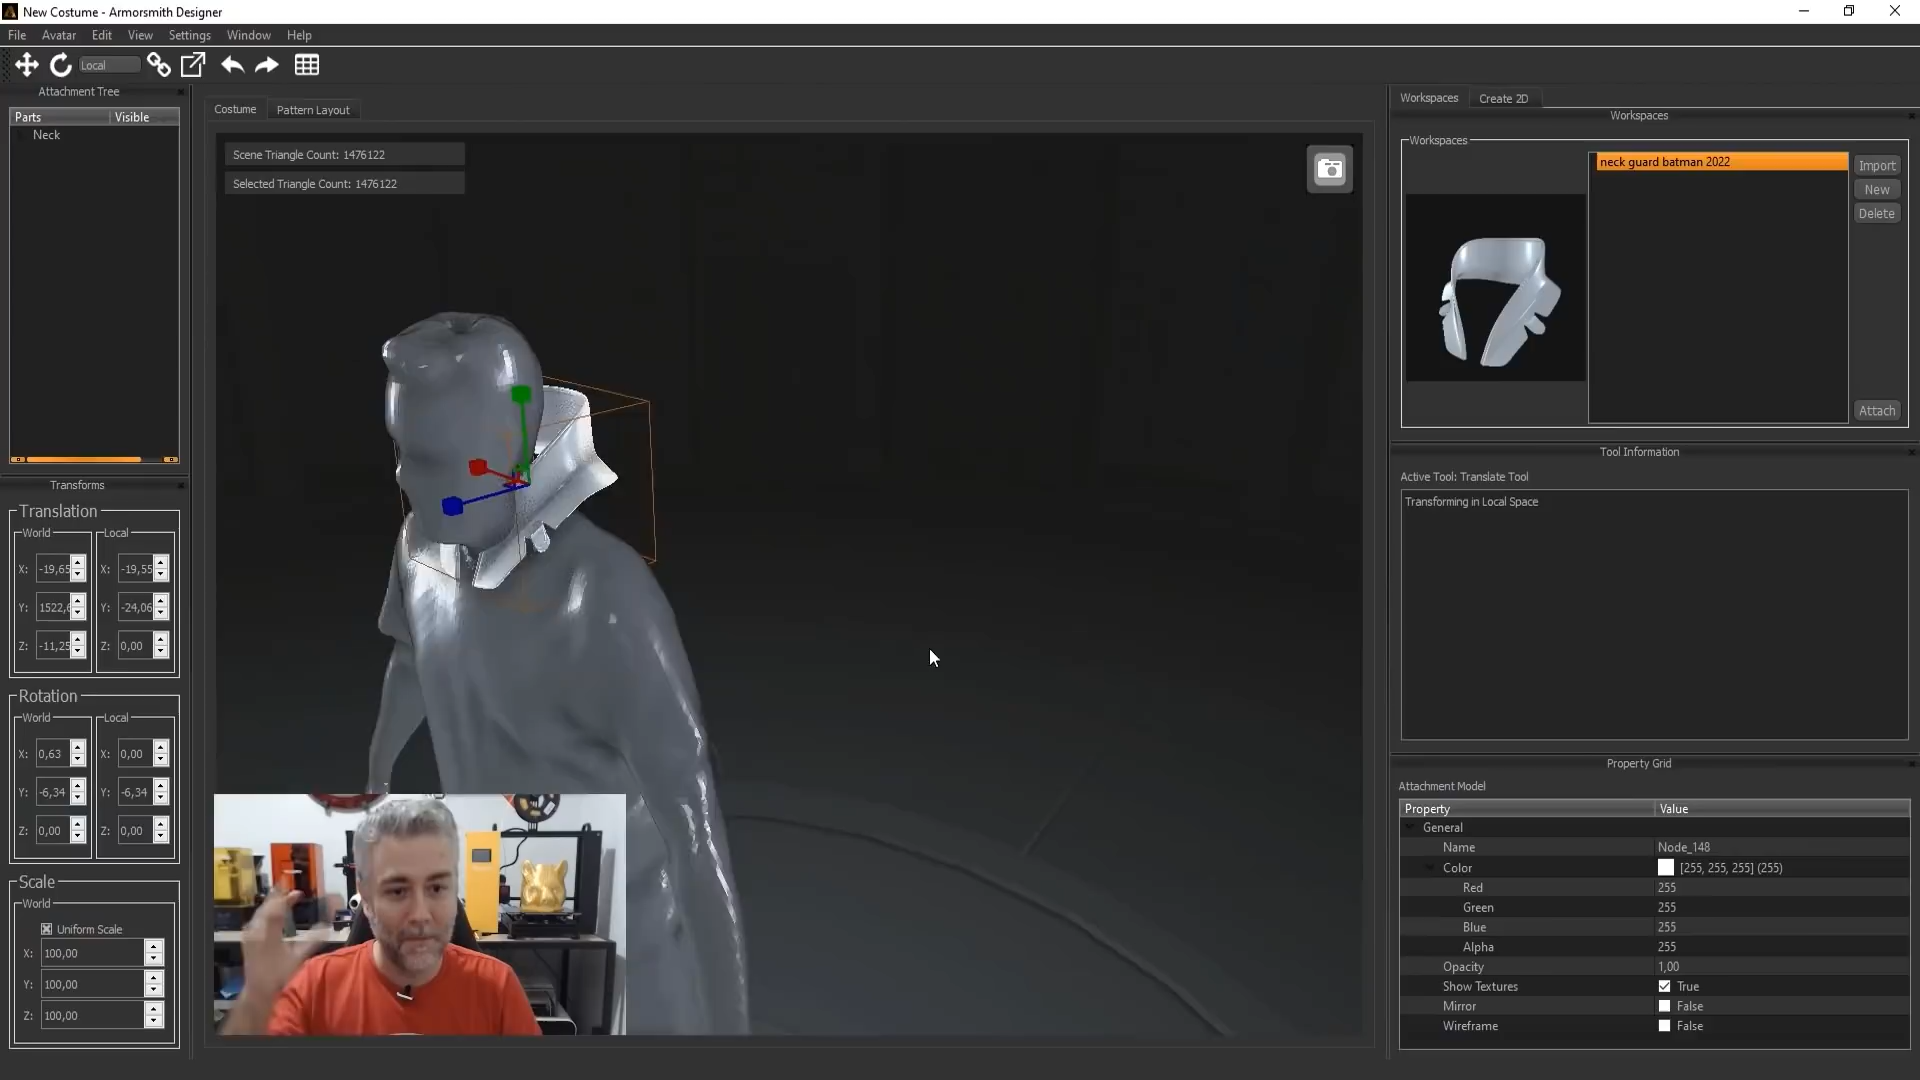 New Costume - Armorsmith Designer
File Avatar Edit View Settings Window Help
Local
Attachment Tree
Parts Visible
Neck
Transforms
Translation
World Local
X: -19,65 X: -19,55
Y: 1522,6 Y: -24,06
Z: -11,25 Z: 0,00
Rotation
World Local
X: 0,63 X: 0,00
Y: -6,34 Y: -6,34
Z: 0,00 Z: 0,00
Scale
World
Uniform Scale
X: 100,00
Y: 100,00
Z: 100,00
Costume Pattern Layout
Scene Triangle Count: 1476122
Selected Triangle Count: 1476122
Workspaces Create 2D
Workspaces
Workspaces
neck guard batman 2022
Import
New
Delete
Attach
Tool Information
Active Tool: Translate Tool
Transforming in Local Space
Property Grid
Attachment Model
Property Value
General
Name Node_148
Color [255, 255, 255] (255)
Red 255
Green 255
Blue 255
Alpha 255
Opacity 1,00
Show Textures True
Mirror False
Wireframe False